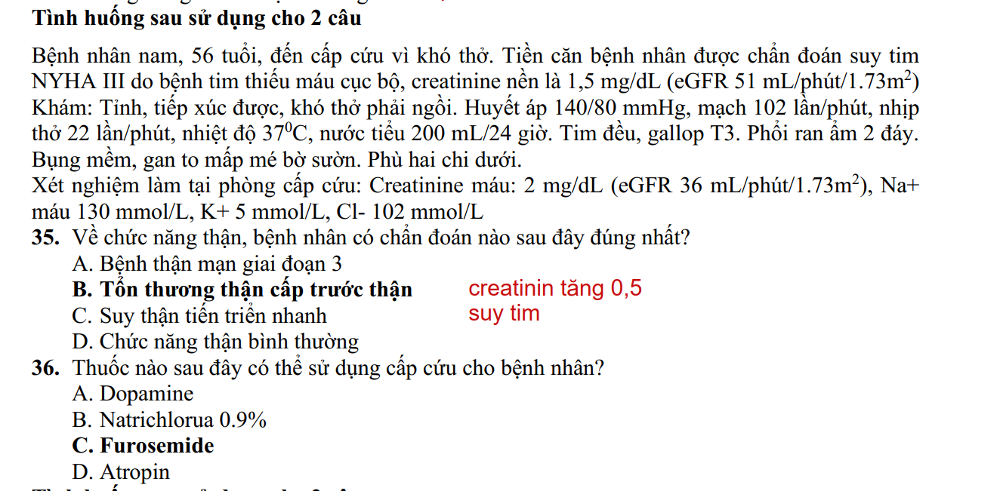 Tình huống sau sử dụng cho 2 câu
Bệnh nhân nam, 56 tuổi, đến cấp cứu vì khó thở. Tiền căn bệnh nhân được chẩn đoán suy tim
NYHA III do bệnh tim thiếu máu cục bộ, creatinine nền là 1,5 mg/dL (eGFR 51 mL/phút/1.73m²)
Khám: Tỉnh, tiếp xúc được, khó thở phải ngồi. Huyết áp 140/80 mmHg, mạch 102 lần/phút, nhịp
thở 22 lần/phút, nhiệt độ 37⁰C, nước tiểu 200 mL/24 giờ. Tim đều, gallop T3. Phổi ran ẩm 2 đáy.
Bụng mềm, gan to mấp mé bờ sườn. Phù hai chi dưới.
Xét nghiệm làm tại phòng cấp cứu: Creatinine máu: 2 mg/dL (eGFR 36 mL/phút/1.73m²), Na+
máu 130 mmol/L, K+ 5 mmol/L, Cl- 102 mmol/L
35. Về chức năng thận, bệnh nhân có chẩn đoán nào sau đây đúng nhất?
A. Bệnh thận mạn giai đoạn 3
B. Tổn thương thận cấp trước thận creatinin tăng 0,5
C. Suy thận tiến triển nhanh suy tim
D. Chức năng thận bình thường
36. Thuốc nào sau đây có thể sử dụng cấp cứu cho bệnh nhân?
A. Dopamine
B. Natrichlorua 0.9%
C. Furosemide
D. Atropin